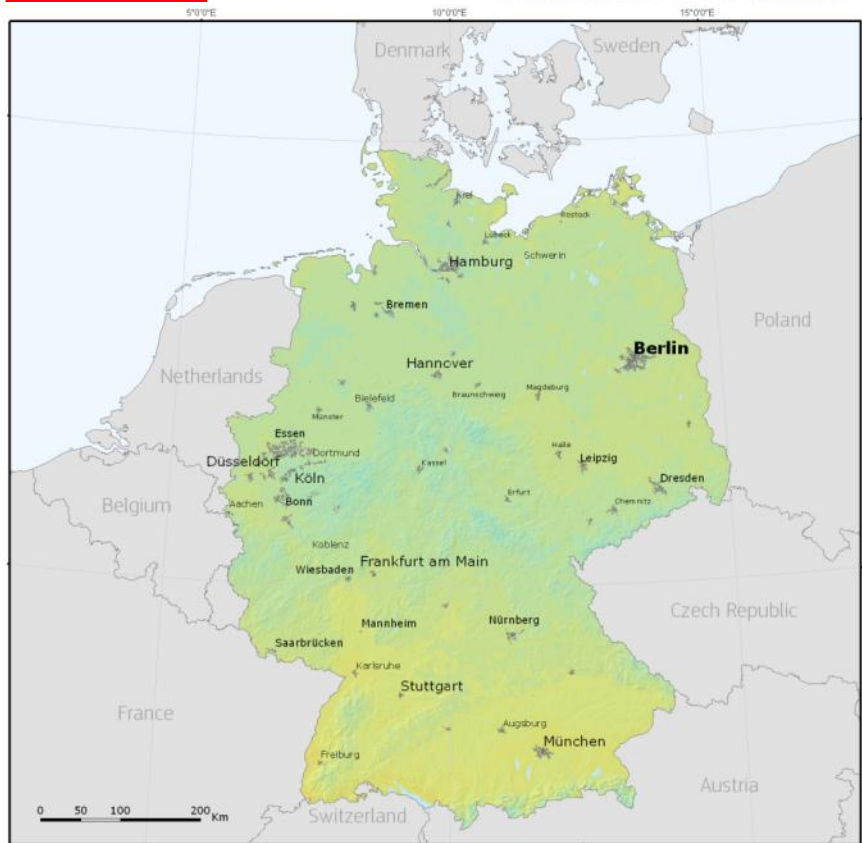 5°0'0"E 10°0'0"E 15°0'0"E
Denmark
Sweden
Kiel
Rostock
Lübeck
Hamburg
Schwerin
Bremen
Poland
Berlin
Hannover
Netherlands
Braunschweig
Magdeburg
Bielefeld
Münster
Essen
Dortmund
Halle
Düsseldorf
Kassel
Leipzig
Köln
Dresden
Belgium
Aachen
Bonn
Erfurt
Chemnitz
Koblenz
Frankfurt am Main
Wiesbaden
Czech Republic
Mannheim
Nürnberg
Saarbrücken
Karlsruhe
Stuttgart
France
Augsburg
München
Freiburg
Austria
0 50 100 200 Km
Switzerland